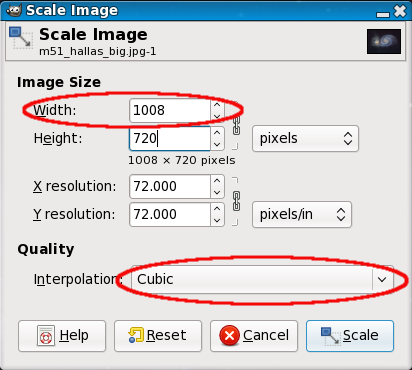 Scale Image
Scale Image
m51_hallas_big.jpg-1
Image Size
Width: 1008
Height: 720 pixels
1008 × 720 pixels
X resolution: 72.000
Y resolution: 72.000 pixels/in
Quality
Interpolation: Cubic
Help Reset Cancel Scale